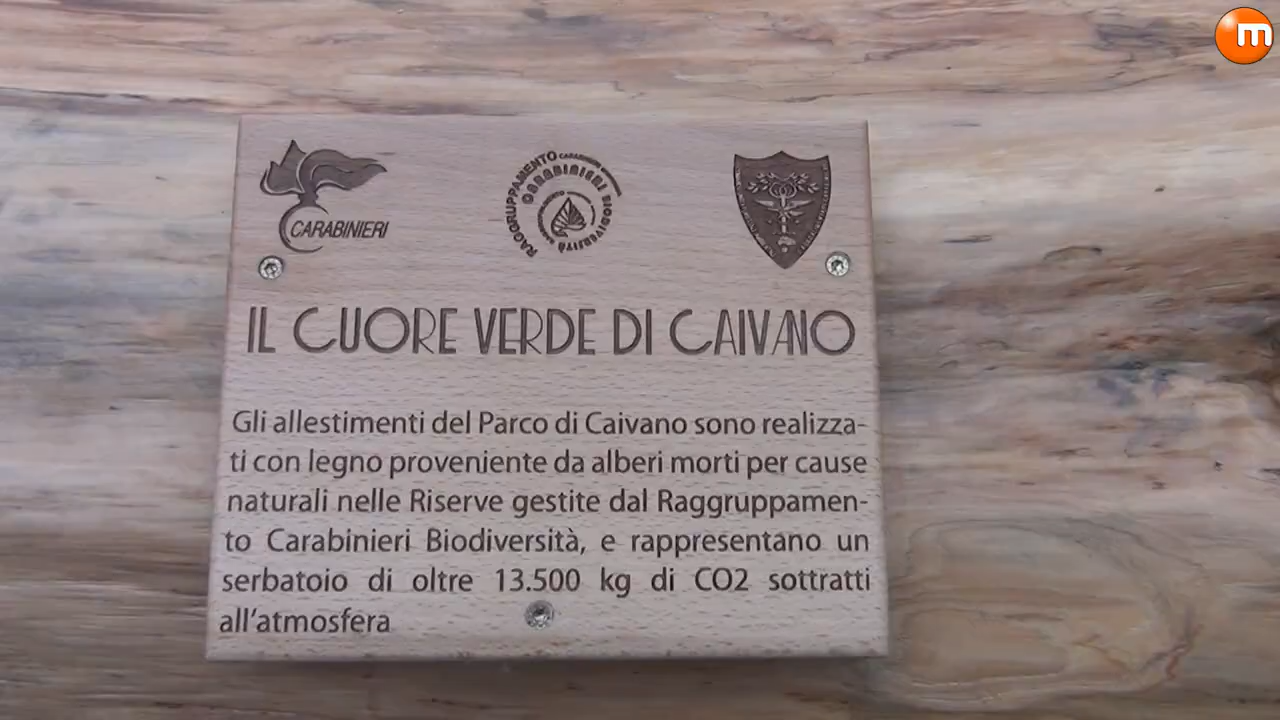 m
CARABINIERI
RAGGRUPPAMENTO
CARABINIERI BIODIVERSITÀ
IL CUORE VERDE DI CAIVANO
Gli allestimenti del Parco di Caivano sono realizza-
ti con legno proveniente da alberi morti per cause
naturali nelle Riserve gestite dal Raggruppamen-
to Carabinieri Biodiversità, e rappresentano un
serbatoio di oltre 13.500 kg di CO2 sottratti
all'atmosfera